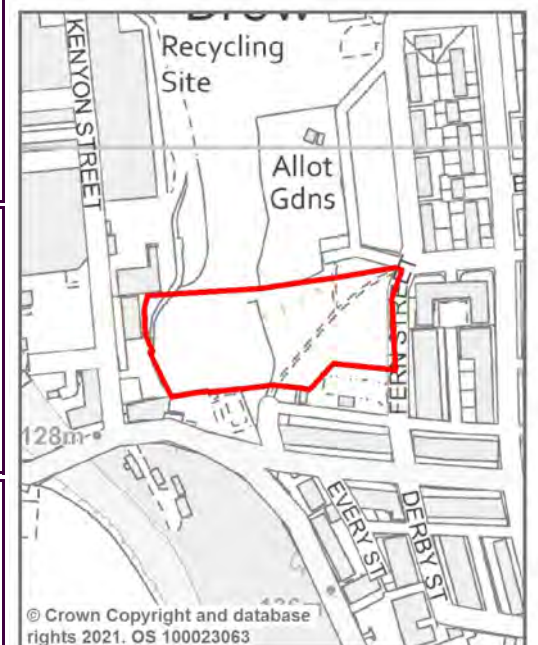 Recycling
Site
KENYON STREET
Allot
Gdns
FERN STREET
128m
EVERY ST
DERBY ST
© Crown Copyright and database
rights 2021. OS 100023063